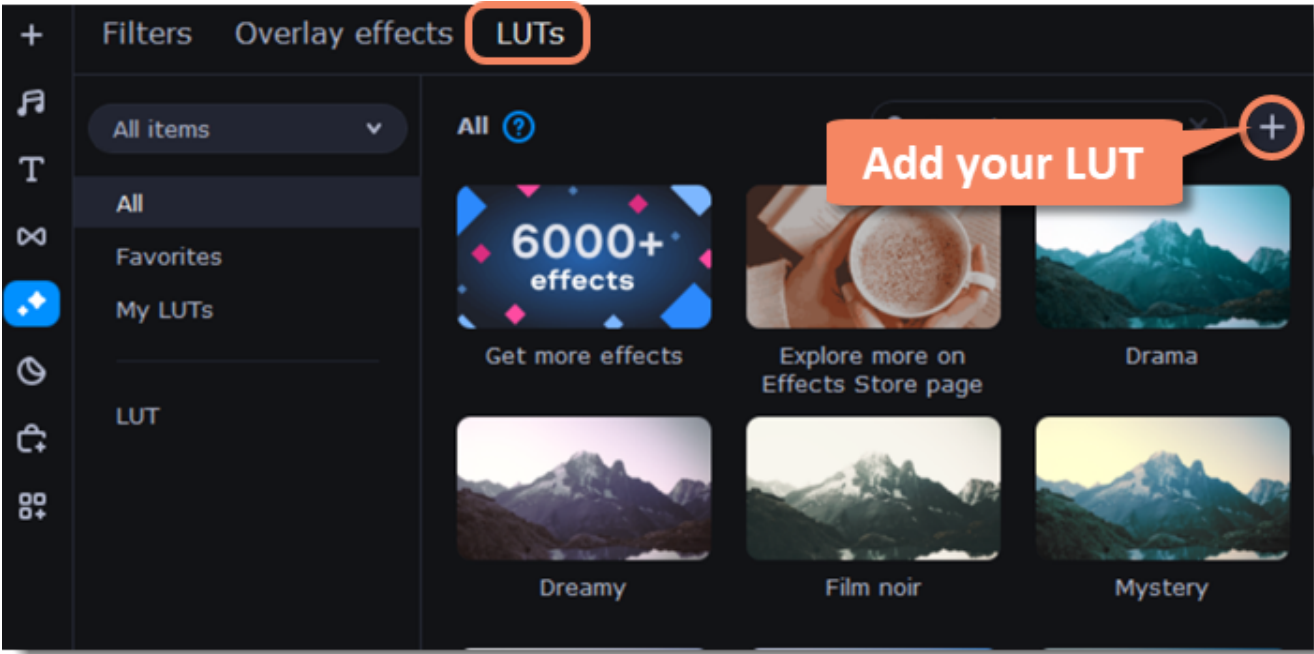 Filters Overlay effects LUTs
All items
All
Favorites
My LUTs
LUT
All ?
Add your LUT
6000+
effects
Get more effects
Explore more on
Effects Store page
Drama
Dreamy
Film noir
Mystery